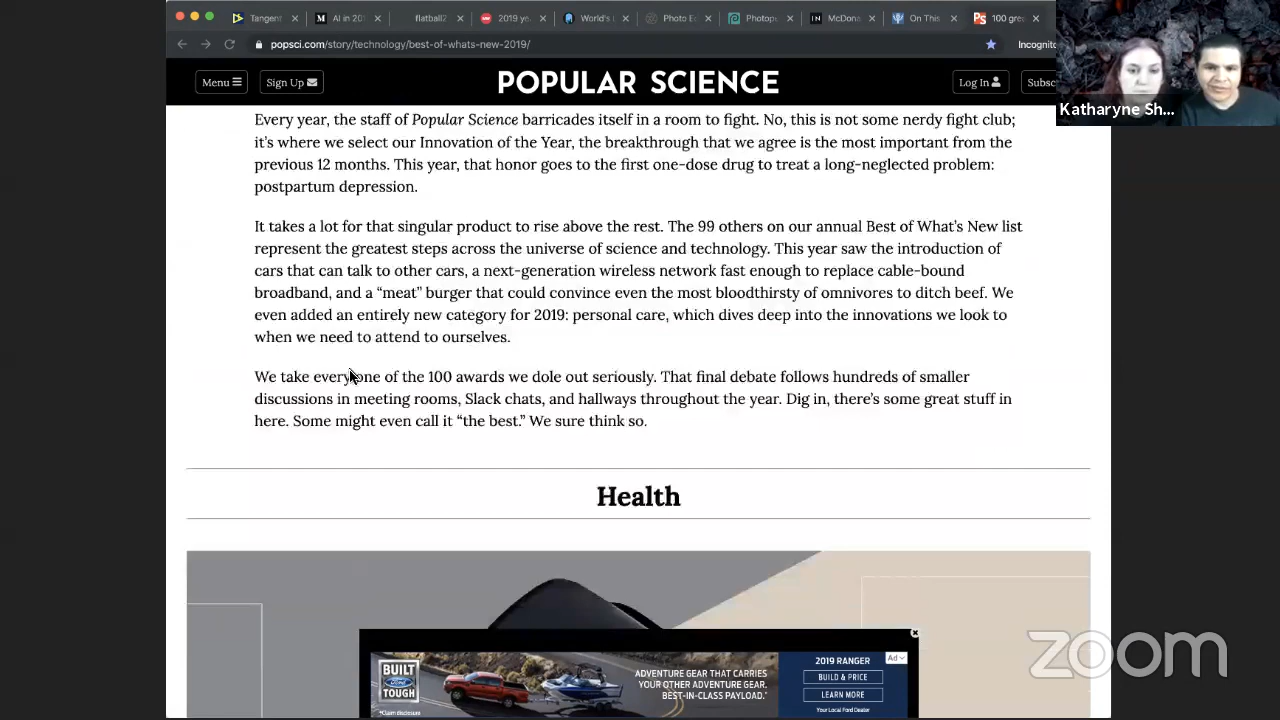 Tangent
AI in 201
flatball2
2019 ye
World's
Photo E
Photopu
McDona
On This
100 gre
popsci.com/story/technology/best-of-whats-new-2019/
Incognito
Menu
Sign Up
POPULAR SCIENCE
Log In
Subsc
Katharyne Sh...
Every year, the staff of Popular Science barricades itself in a room to fight. No, this is not some nerdy fight club;
it's where we select our Innovation of the Year, the breakthrough that we agree is the most important from the
previous 12 months. This year, that honor goes to the first one-dose drug to treat a long-neglected problem:
postpartum depression.
It takes a lot for that singular product to rise above the rest. The 99 others on our annual Best of What's New list
represent the greatest steps across the universe of science and technology. This year saw the introduction of
cars that can talk to other cars, a next-generation wireless network fast enough to replace cable-bound
broadband, and a “meat” burger that could convince even the most bloodthirsty of omnivores to ditch beef. We
even added an entirely new category for 2019: personal care, which dives deep into the innovations we look to
when we need to attend to ourselves.
We take every one of the 100 awards we dole out seriously. That final debate follows hundreds of smaller
discussions in meeting rooms, Slack chats, and hallways throughout the year. Dig in, there's some great stuff in
here. Some might even call it “the best.” We sure think so.
Health
BUILT
Ford
TOUGH
*Claim disclosure
ADVENTURE GEAR THAT CARRIES
YOUR OTHER ADVENTURE GEAR.
BEST-IN-CLASS PAYLOAD.*
2019 RANGER
Ad
BUILD & PRICE
LEARN MORE
Your Local Ford Dealer
zoom